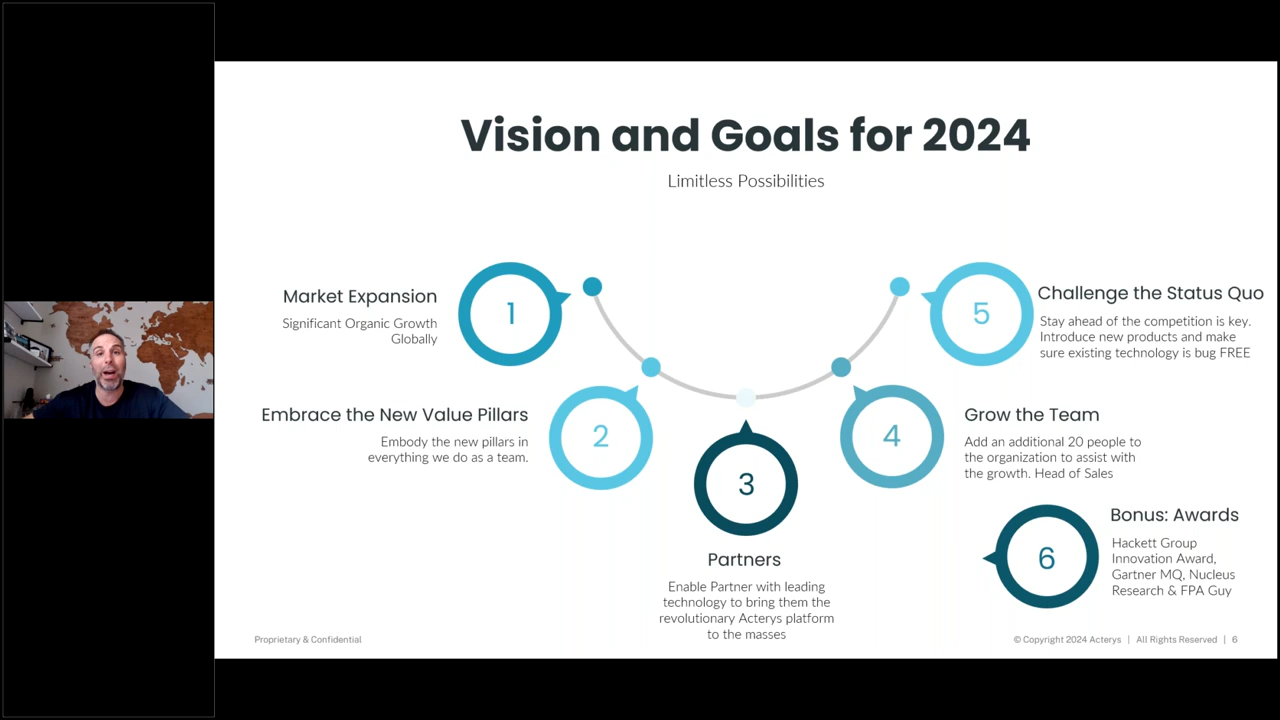 Vision and Goals for 2024
Limitless Possibilities
1
Market Expansion
Significant Organic Growth
Globally
2
Embrace the New Value Pillars
Embody the new pillars in
everything we do as a team.
3
Partners
Enable Partner with leading
technology to bring them the
revolutionary Acterys platform
to the masses
4
Grow the Team
Add an additional 20 people to
the organization to assist with
the growth. Head of Sales
5
Challenge the Status Quo
Stay ahead of the competition is key.
Introduce new products and make
sure existing technology is bug FREE
6
Bonus: Awards
Hackett Group
Innovation Award,
Gartner MQ, Nucleus
Research & FPA Guy
Proprietary & Confidential
© Copyright 2024 Acterys | All Rights Reserved | 6